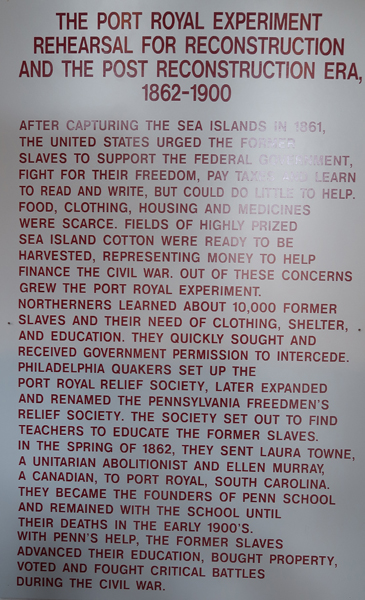 THE PORT ROYAL EXPERIMENT
REHEARSAL FOR RECONSTRUCTION
AND THE POST RECONSTRUCTION ERA,
1862-1900
AFTER CAPTURING THE SEA ISLANDS IN 1861,
THE UNITED STATES URGED THE FORMER
SLAVES TO SUPPORT THE FEDERAL GOVERNMENT,
FIGHT FOR THEIR FREEDOM, PAY TAXES AND LEARN
TO READ AND WRITE, BUT COULD DO LITTLE TO HELP.
FOOD, CLOTHING, HOUSING AND MEDICINES
WERE SCARCE. FIELDS OF HIGHLY PRIZED
SEA ISLAND COTTON WERE READY TO BE
HARVESTED, REPRESENTING MONEY TO HELP
FINANCE THE CIVIL WAR. OUT OF THESE CONCERNS
GREW THE PORT ROYAL EXPERIMENT.
NORTHERNERS LEARNED ABOUT 10,000 FORMER
SLAVES AND THEIR NEED OF CLOTHING, SHELTER,
AND EDUCATION. THEY QUICKLY SOUGHT AND
RECEIVED GOVERNMENT PERMISSION TO INTERCEDE.
PHILADELPHIA QUAKERS SET UP THE
PORT ROYAL RELIEF SOCIETY, LATER EXPANDED
AND RENAMED THE PENNSYLVANIA FREEDMEN'S
RELIEF SOCIETY. THE SOCIETY SET OUT TO FIND
TEACHERS TO EDUCATE THE FORMER SLAVES.
IN THE SPRING OF 1862, THEY SENT LAURA TOWNE,
A UNITARIAN ABOLITIONIST AND ELLEN MURRAY,
A CANADIAN, TO PORT ROYAL, SOUTH CAROLINA.
THEY BECAME THE FOUNDERS OF PENN SCHOOL
AND REMAINED WITH THE SCHOOL UNTIL
THEIR DEATHS IN THE EARLY 1900'S.
WITH PENN'S HELP, THE FORMER SLAVES
ADVANCED THEIR EDUCATION, BOUGHT PROPERTY,
VOTED AND FOUGHT CRITICAL BATTLES
DURING THE CIVIL WAR.